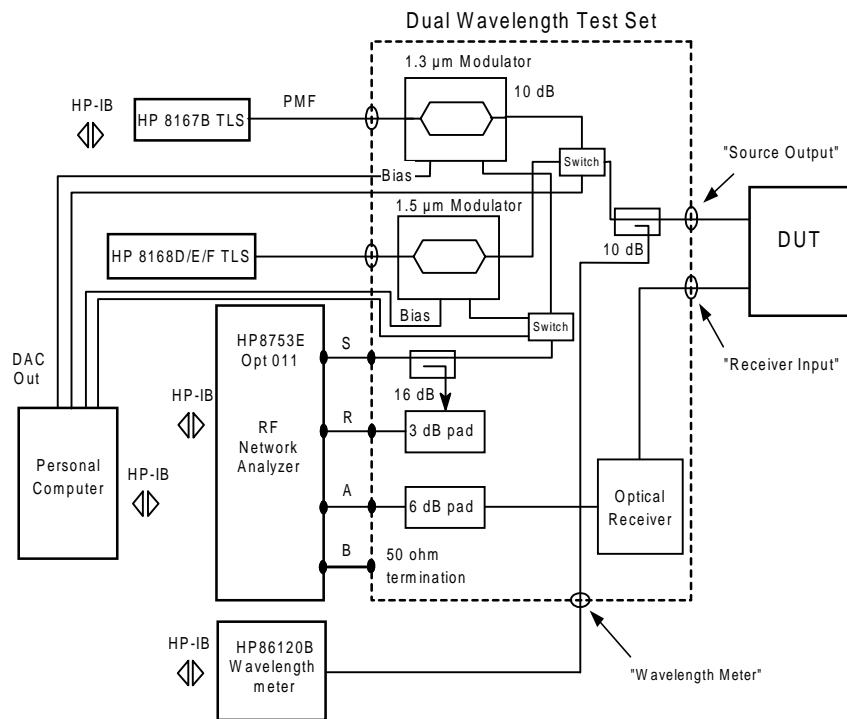 Dual Wavelength Test Set
1.3 µm Modulator
10 dB
HP-IB
PMF
HP 8167B TLS
Switch
"Source Output"
Bias
1.5 µm Modulator
10 dB
DUT
HP 8168D/E/F TLS
Bias
Switch
"Receiver Input"
DAC
Out
HP8753E
Opt 011
S
16 dB
HP-IB
R
3 dB pad
RF
Network
Analyzer
Personal
Computer
HP-IB
A
6 dB pad
Optical
Receiver
B
50 ohm
termination
HP-IB
HP86120B
Wavelength
meter
"Wavelength Meter"